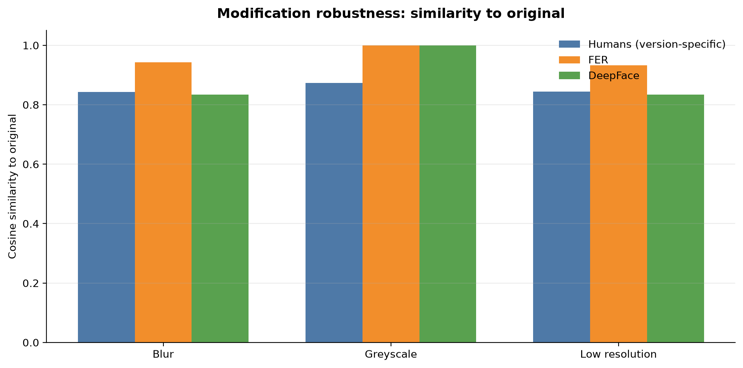 Modification robustness: similarity to original
Cosine similarity to original
1.0
0.8
0.6
0.4
0.2
0.0
Humans (version-specific)
FER
DeepFace
Blur
Greyscale
Low resolution